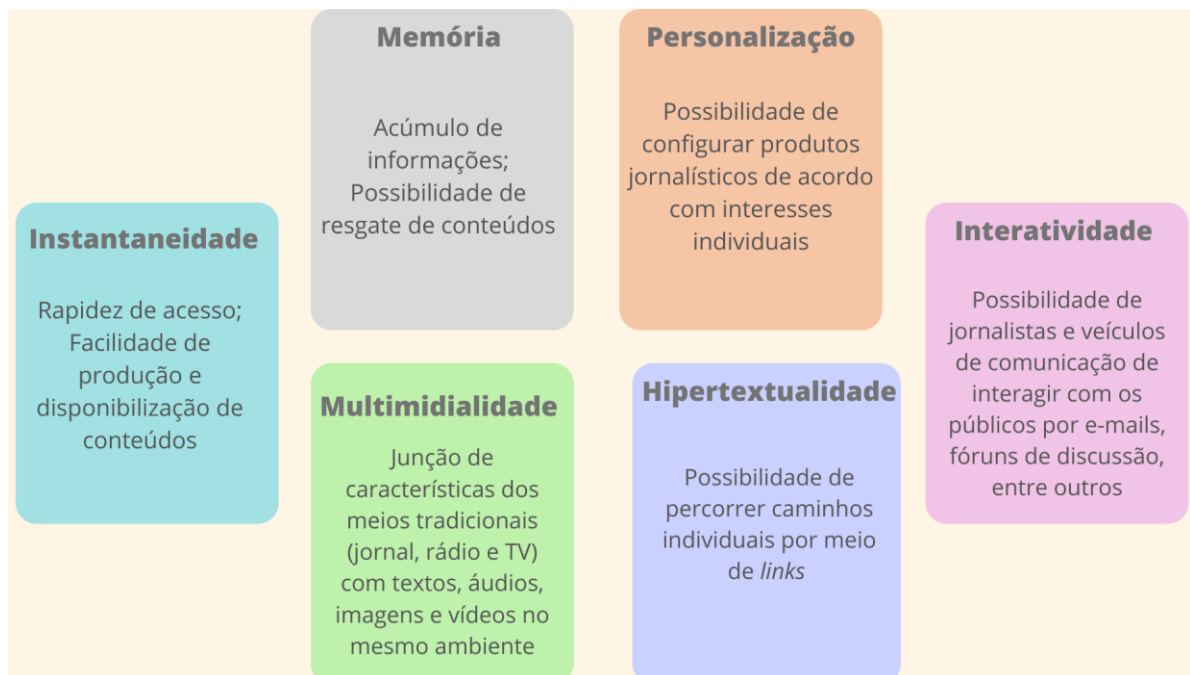 Memória
Acúmulo de
informações;
Possibilidade de
resgate de conteúdos
Personalização
Possibilidade de
configurar produtos
jornalísticos de acordo
com interesses
individuais
Instantaneidade
Rapidez de acesso;
Facilidade de
produção e
disponibilização de
conteúdos
Interatividade
Possibilidade de
jornalistas e veículos
de comunicação de
interagir com os
públicos por e-mails,
fóruns de discussão,
entre outros
Multimidialidade
Junção de
características dos
meios tradicionais
(jornal, rádio e TV)
com textos, áudios,
imagens e vídeos no
mesmo ambiente
Hipertextualidade
Possibilidade de
percorrer caminhos
individuais por meio
de links